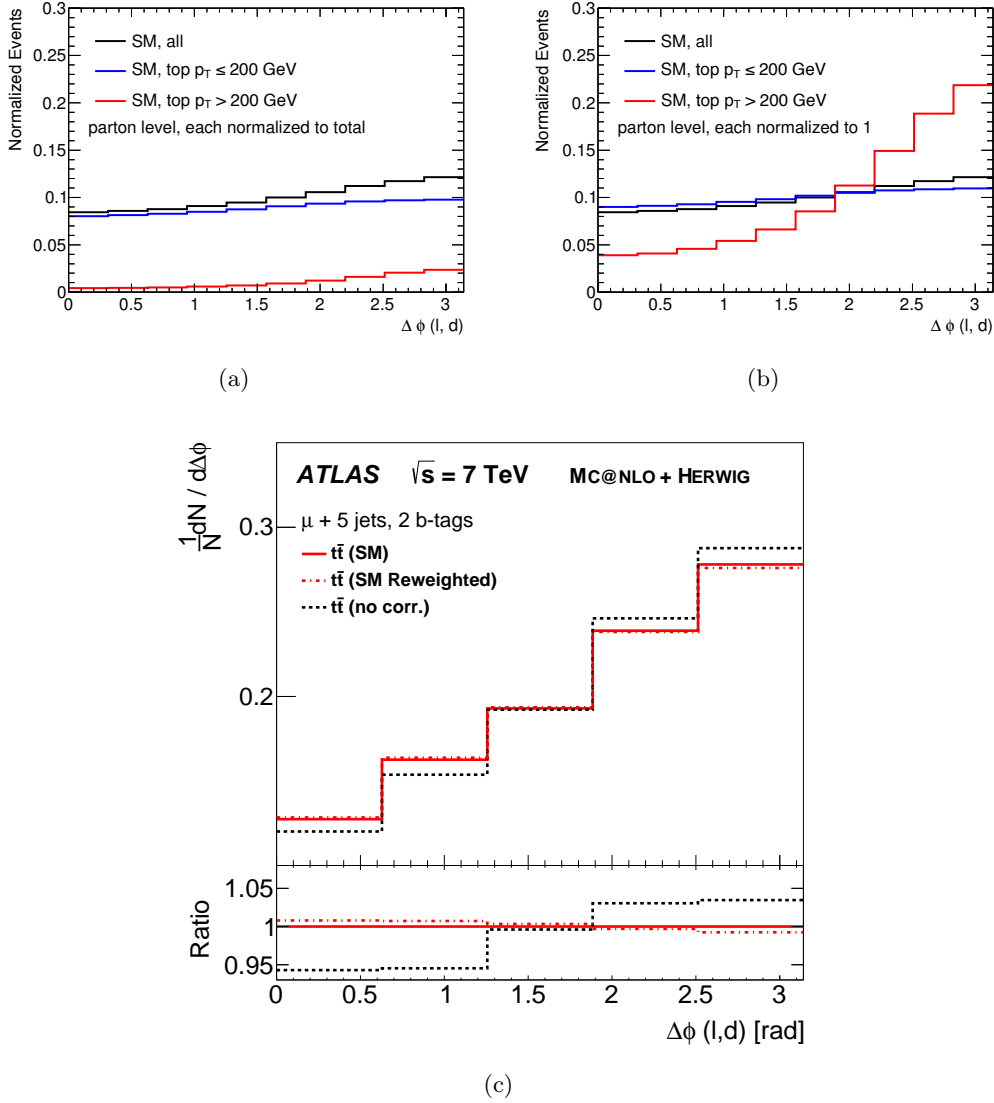 Normalized Events
0.3
0.25
0.2
0.15
0.1
0.05
0
SM, all
SM, top p_T ≤ 200 GeV
SM, top p_T > 200 GeV
parton level, each normalized to total
0 0.5 1 1.5 2 2.5 3
Δ ϕ (l, d)
(a)
Normalized Events
0.3
0.25
0.2
0.15
0.1
0.05
0
SM, all
SM, top p_T ≤ 200 GeV
SM, top p_T > 200 GeV
parton level, each normalized to 1
0 0.5 1 1.5 2 2.5 3
Δ ϕ (l, d)
(b)
1/N dN / dΔϕ
0.3
0.2
ATLAS √s = 7 TeV MC@NLO + HERWIG
μ + 5 jets, 2 b-tags
tt̄ (SM)
tt̄ (SM Reweighted)
tt̄ (no corr.)
Ratio
1.05
1
0.95
0 0.5 1 1.5 2 2.5 3
Δϕ (l,d) [rad]
(c)